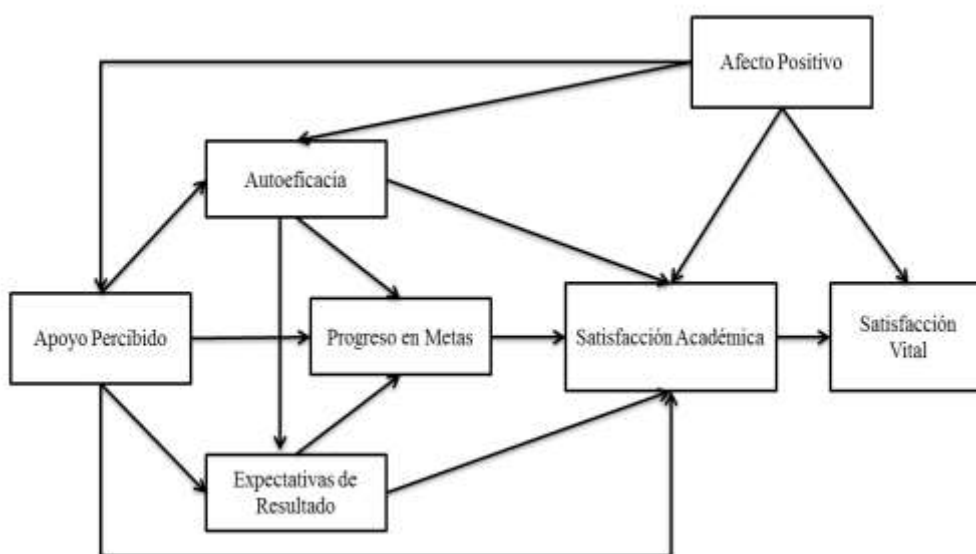 Afecto Positivo
Autoeficacia
Apoyo Percibido
Progreso en Metas
Satisfacción Académica
Satisfacción
Vital
Expectativas de
Resultado